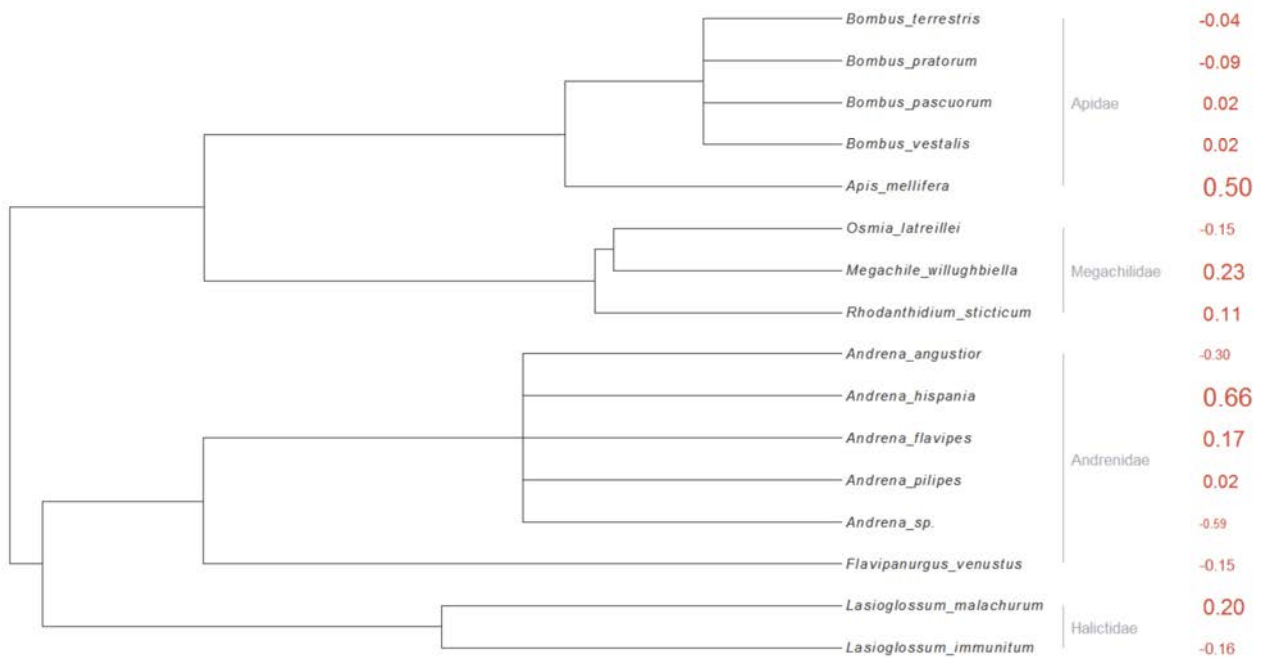 Bombus_terrestris -0.04
Bombus_pratorum -0.09
Bombus_pascuorum 0.02
Apidae
Bombus_vestalis 0.02
Apis_mellifera 0.50
Osmia_latreillei -0.15
Megachile_willughbiella Megachilidae 0.23
Rhodanthidium_sticticum 0.11
Andrena_angustior -0.30
Andrena_hispania 0.66
Andrena_flavipes 0.17
Andrenidae
Andrena_pilipes 0.02
Andrena_sp. -0.59
Flavipanurgus_venustus -0.15
Lasioglossum_malachurum 0.20
Halictidae
Lasioglossum_immunitum -0.16